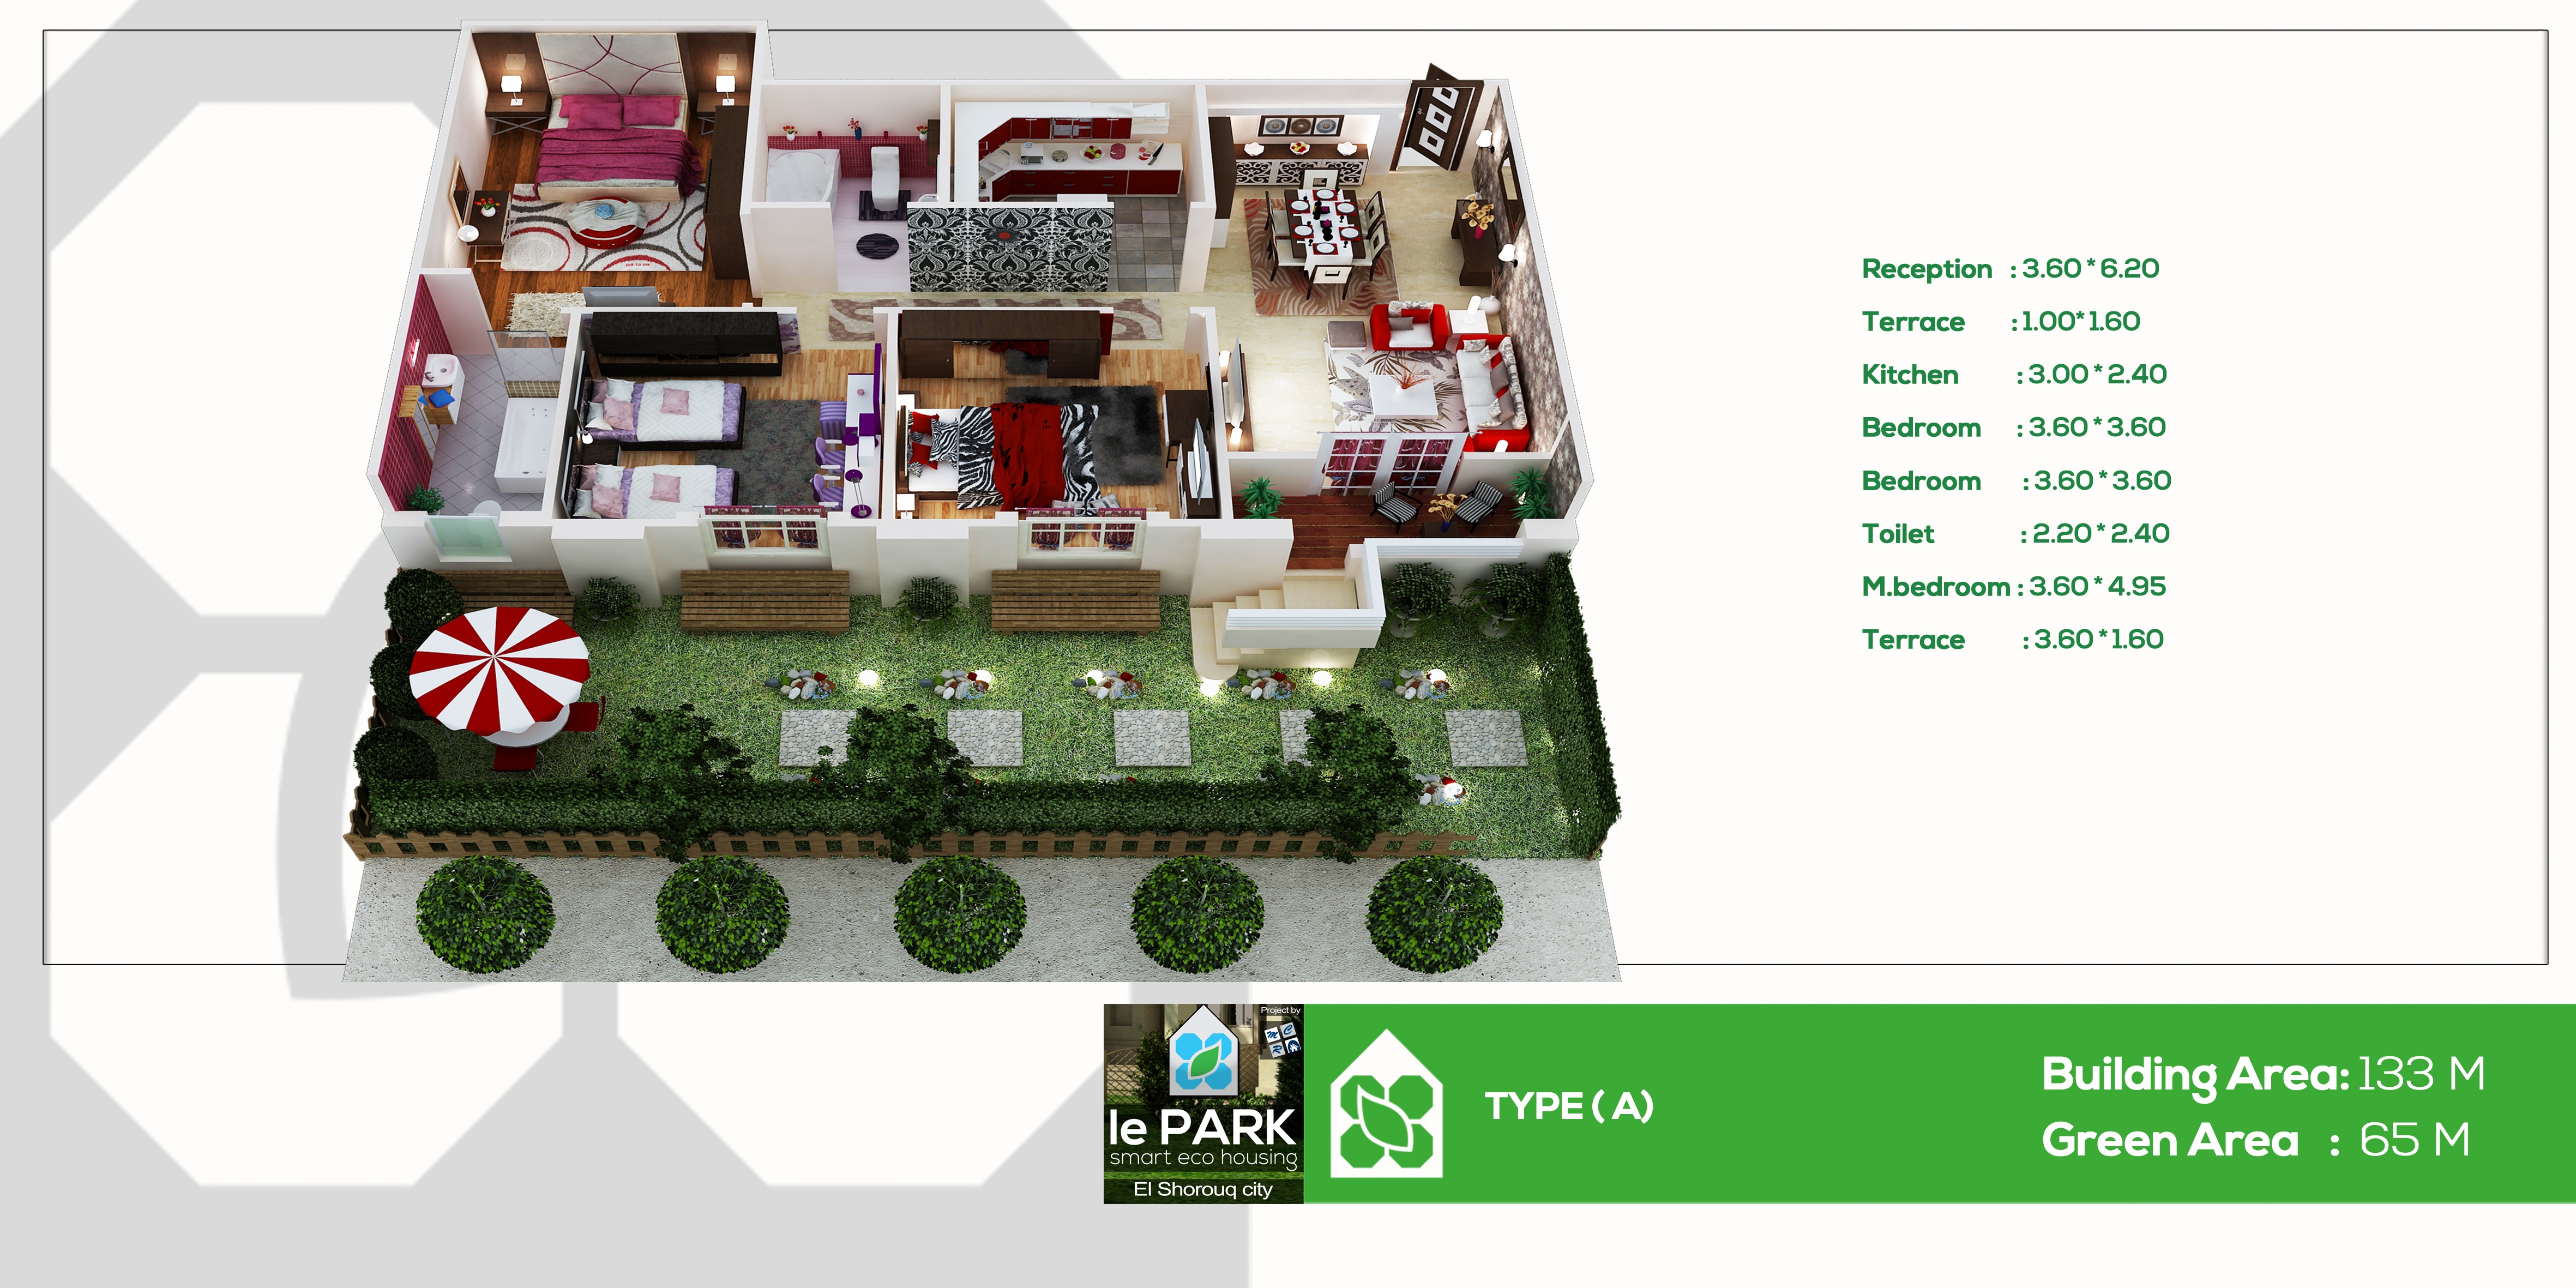 Reception : 3.60 * 6.20
Terrace : 1.00* 1.60
Kitchen : 3.00 * 2.40
Bedroom : 3.60 * 3.60
Bedroom : 3.60 * 3.60
Toilet : 2.20 * 2.40
M.bedroom : 3.60 * 4.95
Terrace : 3.60 * 1.60
Project by
M C
R
le PARK
smart eco housing
El Shorouq city
TYPE ( A)
Building Area: 133 M
Green Area : 65 M